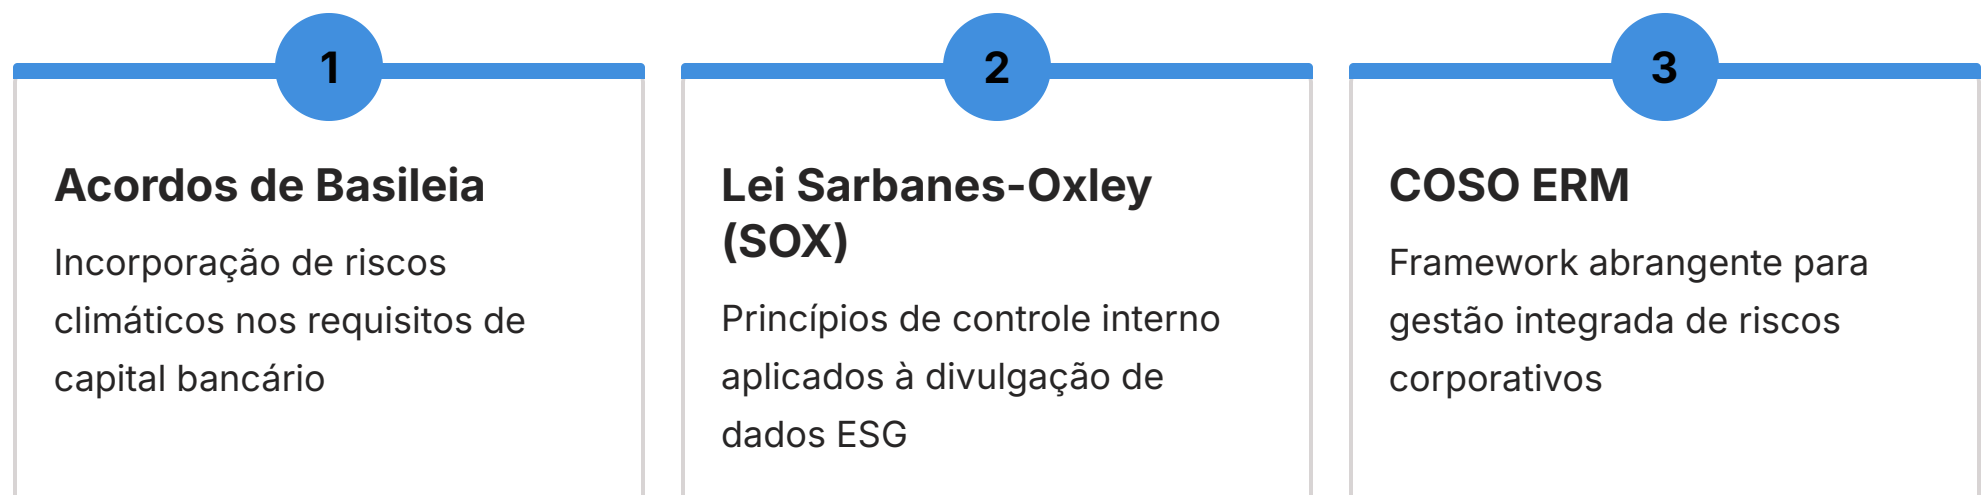 1
Acordos de Basileia
Incorporação de riscos
climáticos nos requisitos de
capital bancário
2
Lei Sarbanes-Oxley
(SOX)
Princípios de controle interno
aplicados à divulgação de
dados ESG
3
COSO ERM
Framework abrangente para
gestão integrada de riscos
corporativos